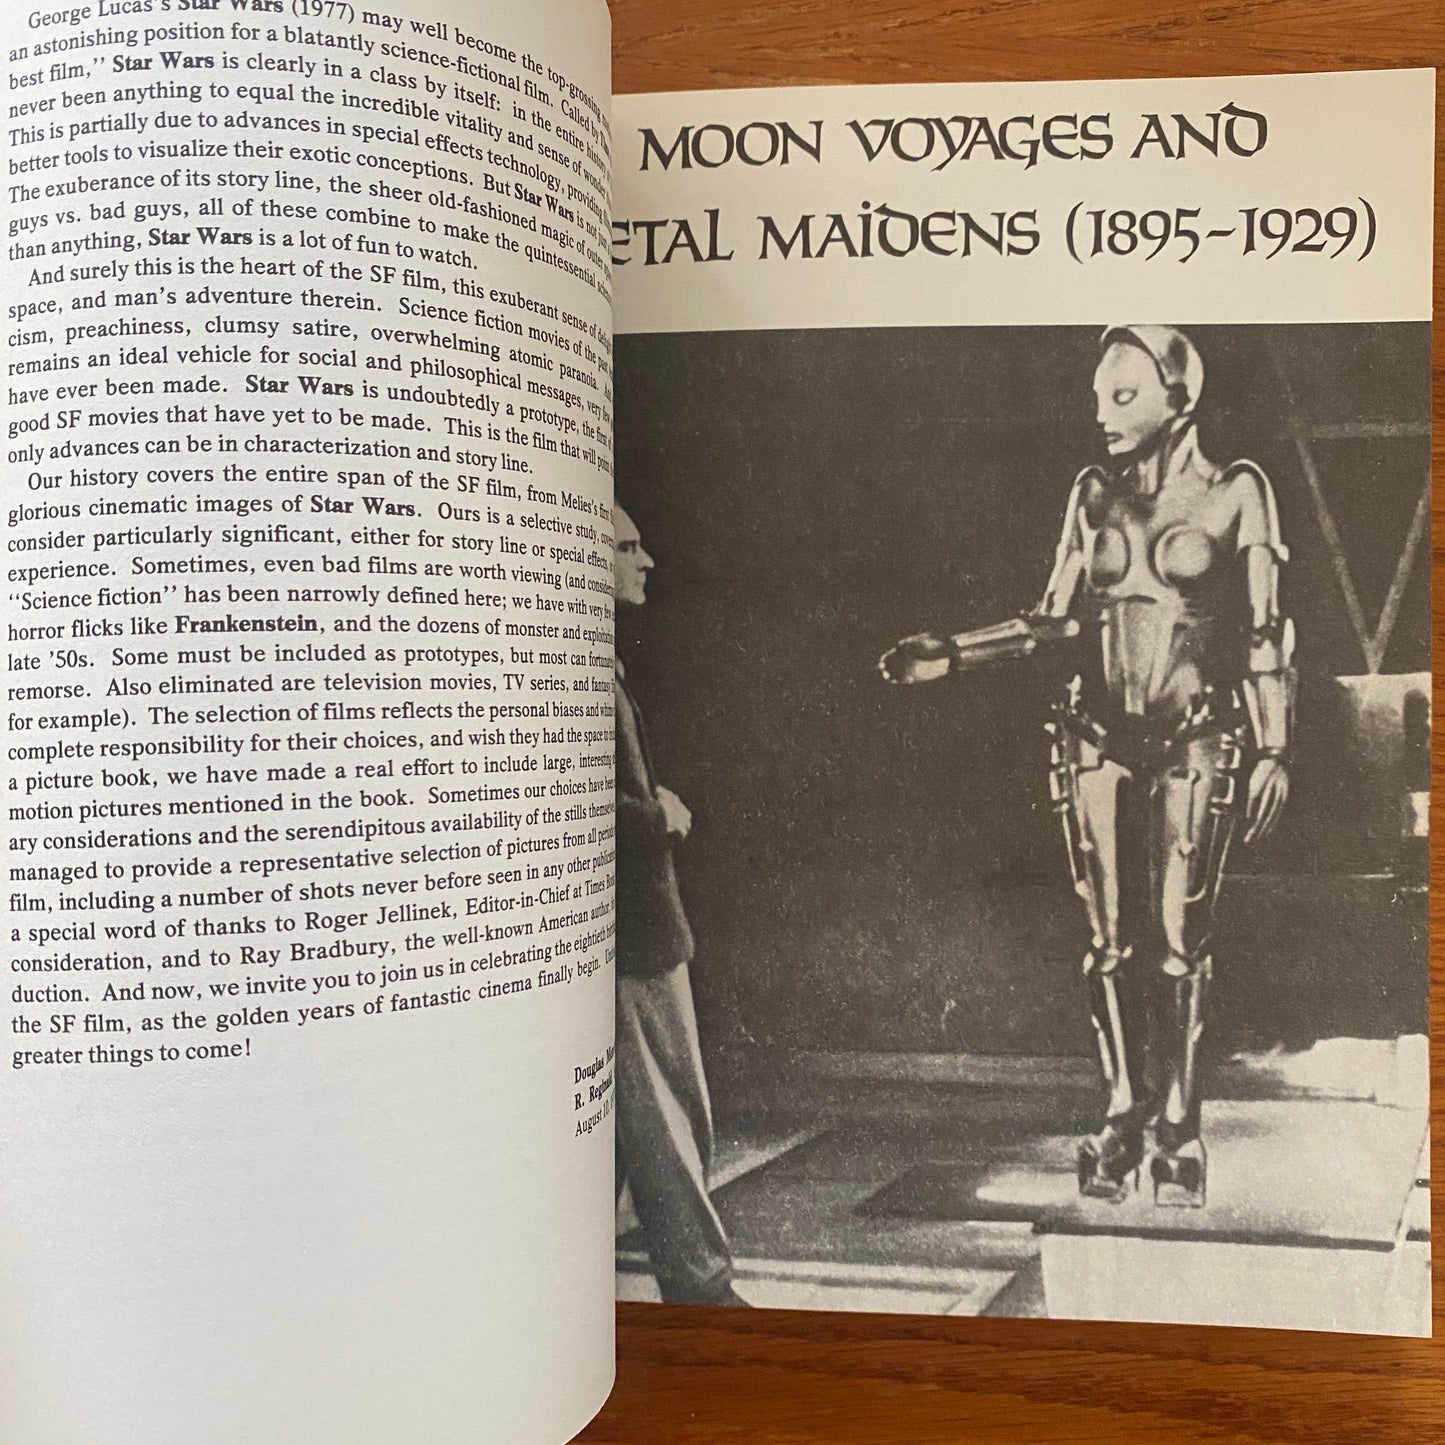 George Lucas's Star Wars (1977) may well become the top-grossing
an astonishing position for a blatantly science-fictional film. Called by
best film,'' Star Wars is clearly in a class by itself: in the entire history
never been anything to equal the incredible vitality and sense of wonder
This is partially due to advances in special effects technology, providing
better tools to visualize their exotic conceptions. But Star Wars is not just
The exuberance of its story line, the sheer old-fashioned magic of outer
guys vs. bad guys, all of these combine to make the quintessential
than anything, Star Wars is a lot of fun to watch.
And surely this is the heart of the SF film, this exuberant sense of
space, and man's adventure therein. Science fiction movies of the past
cism, preachiness, clumsy satire, overwhelming atomic paranoia.
remains an ideal vehicle for social and philosophical messages, very few
have ever been made. Star Wars is undoubtedly a prototype, the first of
good SF movies that have yet to be made. This is the film that will point
only advances can be in characterization and story line.
Our history covers the entire span of the SF film, from Melies's first
glorious cinematic images of Star Wars. Ours is a selective study,
consider particularly significant, either for story line or special effects,
experience. Sometimes, even bad films are worth viewing (and
"Science fiction" has been narrowly defined here; we have with very few
horror flicks like Frankenstein, and the dozens of monster and
late '50s. Some must be included as prototypes, but most can
remorse. Also eliminated are television movies, TV series, and fantasy
for example). The selection of films reflects the personal biases and
complete responsibility for their choices, and wish they had the space to
a picture book, we have made a real effort to include large, interesting
motion pictures mentioned in the book. Sometimes our choices have been
ary considerations and the serendipitous availability of the stills
managed to provide a representative selection of pictures from all
film, including a number of shots never before seen in any other
a special word of thanks to Roger Jellinek, Editor-in-Chief at Times
consideration, and to Ray Bradbury, the well-known American author,
duction. And now, we invite you to join us in celebrating the eightieth
the SF film, as the golden years of fantastic cinema finally begin.
greater things to come!
Douglas
R. Reginald
August 10,
MOON VOYAGES AND
ETAL MAIDENS (1895-1929)